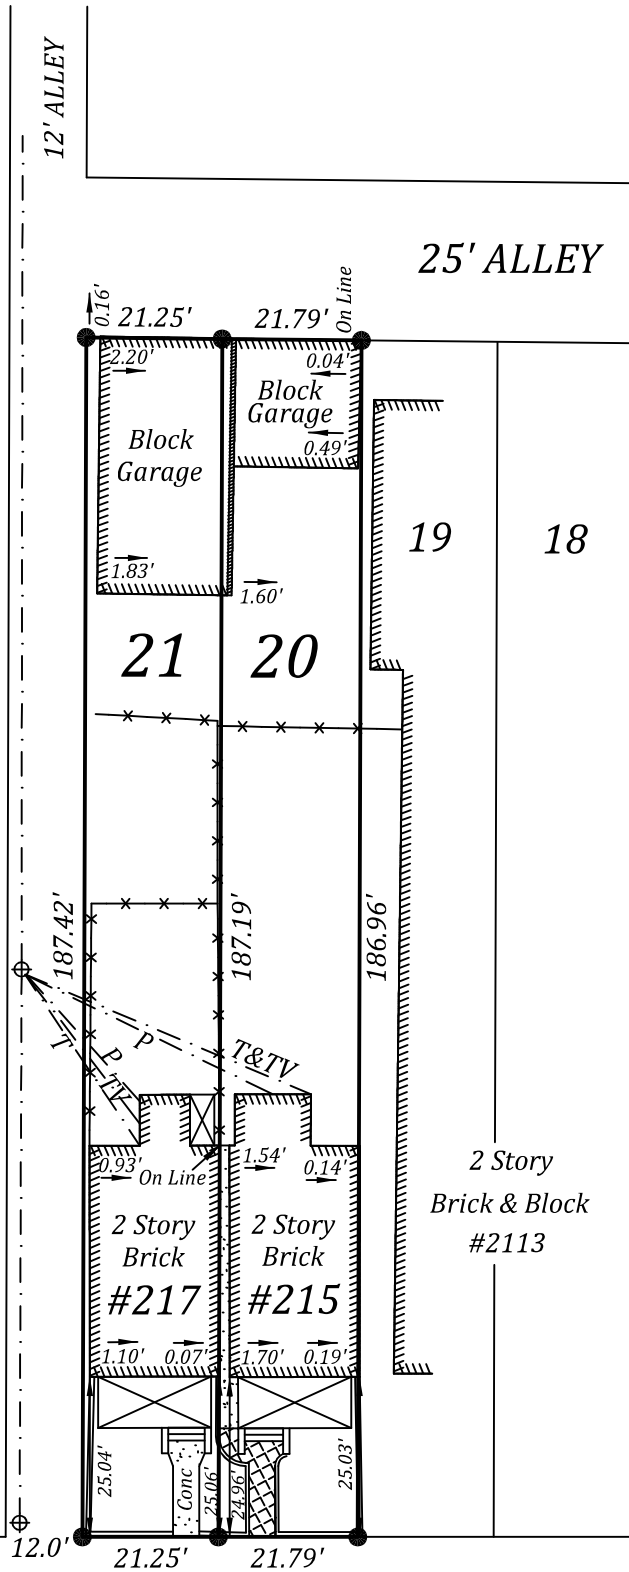 12' ALLEY
25' ALLEY
0.16'
21.25'
21.79'
On Line
2.20'
0.04'
Block
Garage
0.49'
Block
Garage
19
18
1.83'
1.60'
21
20
187.42'
187.19'
186.96'
P
T&TV
T
P
TV
0.93'
On Line
1.54'
0.14'
2 Story
Brick & Block
#2113
2 Story
Brick
#217
2 Story
Brick
#215
1.10'
0.07'
1.70'
0.19'
25.04'
Conc
25.06'
24.96'
25.03'
12.0'
21.25'
21.79'